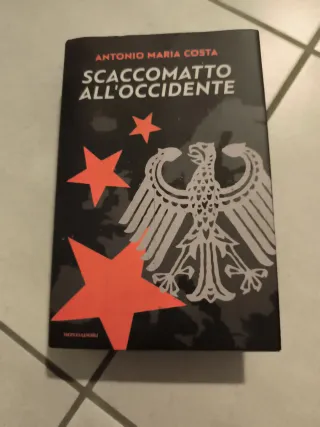 ANTONIO MARIA COSTA
SCACCOMATTO
ALL'OCCIDENTE
MONDADORI